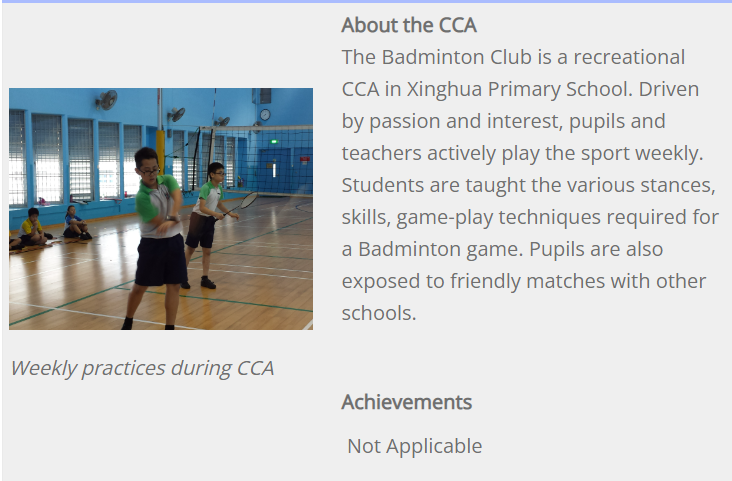 About the CCA
The Badminton Club is a recreational
CCA in Xinghua Primary School. Driven
by passion and interest, pupils and
teachers actively play the sport weekly.
Students are taught the various stances,
skills, game-play techniques required for
a Badminton game. Pupils are also
exposed to friendly matches with other
schools.
Weekly practices during CCA
Achievements
Not Applicable